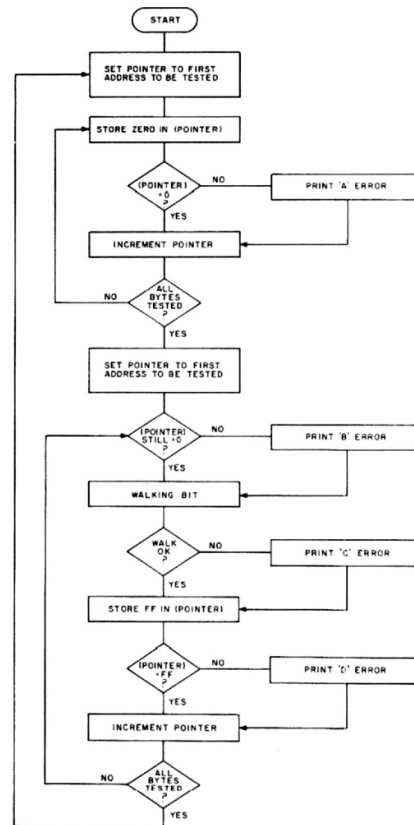 START
SET POINTER TO FIRST
ADDRESS TO BE TESTED
STORE ZERO IN (POINTER)
(POINTER)
=0
?
NO
PRINT 'A' ERROR
YES
INCREMENT POINTER
NO
ALL
BYTES
TESTED
?
YES
SET POINTER TO FIRST
ADDRESS TO BE TESTED
(POINTER)
STILL =0
?
NO
PRINT 'B' ERROR
YES
WALKING BIT
WALK
OK
?
NO
PRINT 'C' ERROR
YES
STORE FF IN (POINTER)
(POINTER)
=FF
?
NO
PRINT 'D' ERROR
YES
INCREMENT POINTER
NO
ALL
BYTES
TESTED
?
YES